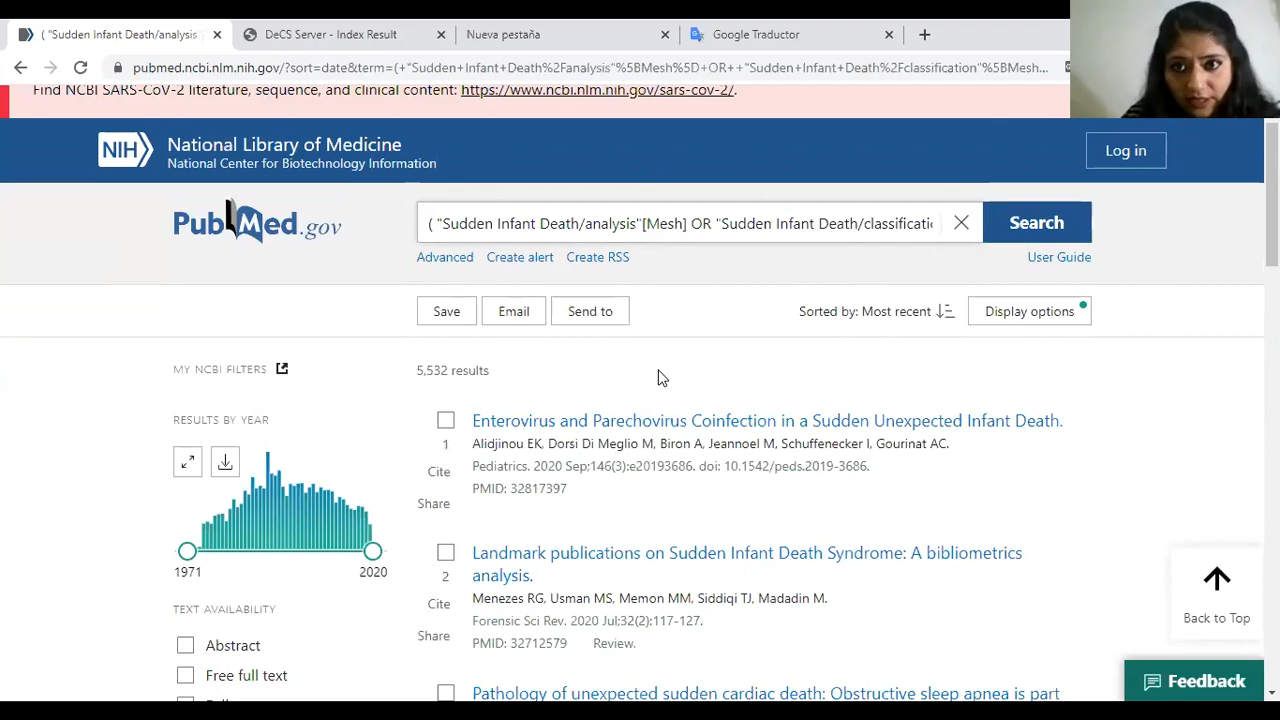 ( "Sudden Infant Death/analysis
DeCS Server - Index Result
Nueva pestaña
Google Traductor
pubmed.ncbi.nlm.nih.gov/?sort=date&term=(+"Sudden+Infant+Death%2Fanalysis"%5BMesh%5D+OR++"Sudden+Infant+Death%2Fclassification"%5BMesh...
Find NCBI SARS-CoV-2 literature, sequence, and clinical content: https://www.ncbi.nlm.nih.gov/sars-cov-2/.
NIH
National Library of Medicine
National Center for Biotechnology Information
Log in
PubMed.gov
( "Sudden Infant Death/analysis"[Mesh] OR "Sudden Infant Death/classificatio
Search
Advanced
Create alert
Create RSS
User Guide
Save
Email
Send to
Sorted by: Most recent
Display options
MY NCBI FILTERS
5,532 results
RESULTS BY YEAR
1971
2020
TEXT AVAILABILITY
Abstract
Free full text
Enterovirus and Parechovirus Coinfection in a Sudden Unexpected Infant Death.
1
Alidjinou EK, Dorsi Di Meglio M, Biron A, Jeannoel M, Schuffenecker I, Gourinat AC.
Cite
Pediatrics. 2020 Sep;146(3):e20193686. doi: 10.1542/peds.2019-3686.
PMID: 32817397
Share
Landmark publications on Sudden Infant Death Syndrome: A bibliometrics
analysis.
2
Menezes RG, Usman MS, Memon MM, Siddiqi TJ, Madadin M.
Cite
Forensic Sci Rev. 2020 Jul;32(2):117-127.
Share
PMID: 32712579 Review.
Pathology of unexpected sudden cardiac death: Obstructive sleep apnea is part
Back to Top
Feedback